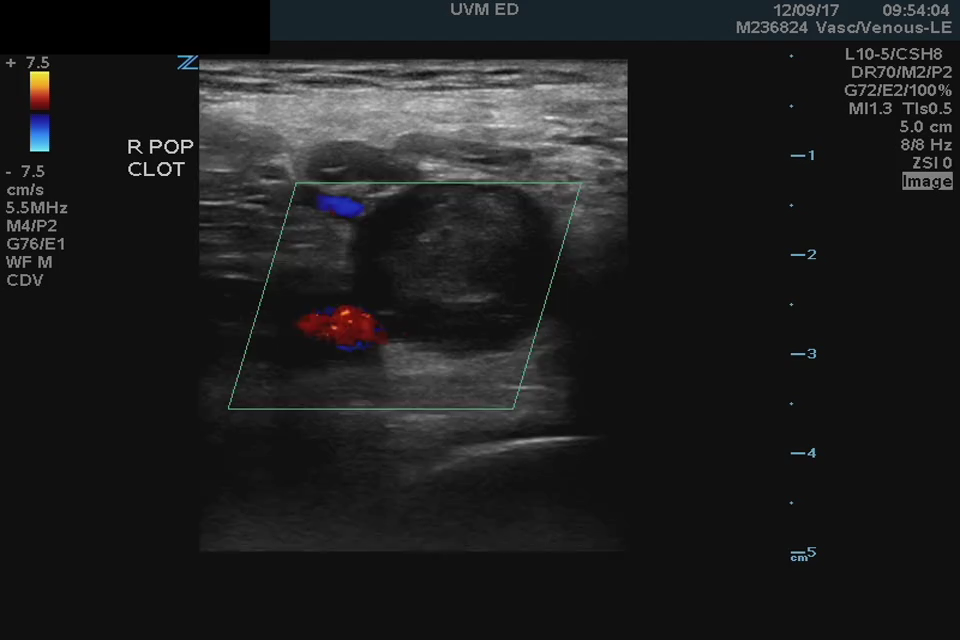 UVM ED
12/09/17 09:54:04
M236824 Vasc/Venous-LE
+ 7.5
- 7.5
cm/s
5.5MHz
M4/P2
G76/E1
WF M
CDV
Z
R POP
CLOT
L10-5/CSH8
DR70/M2/P2
G72/E2/100%
MI1.3 TIs0.5
5.0 cm
8/8 Hz
ZSI 0
Image
1
2
3
4
5
cm